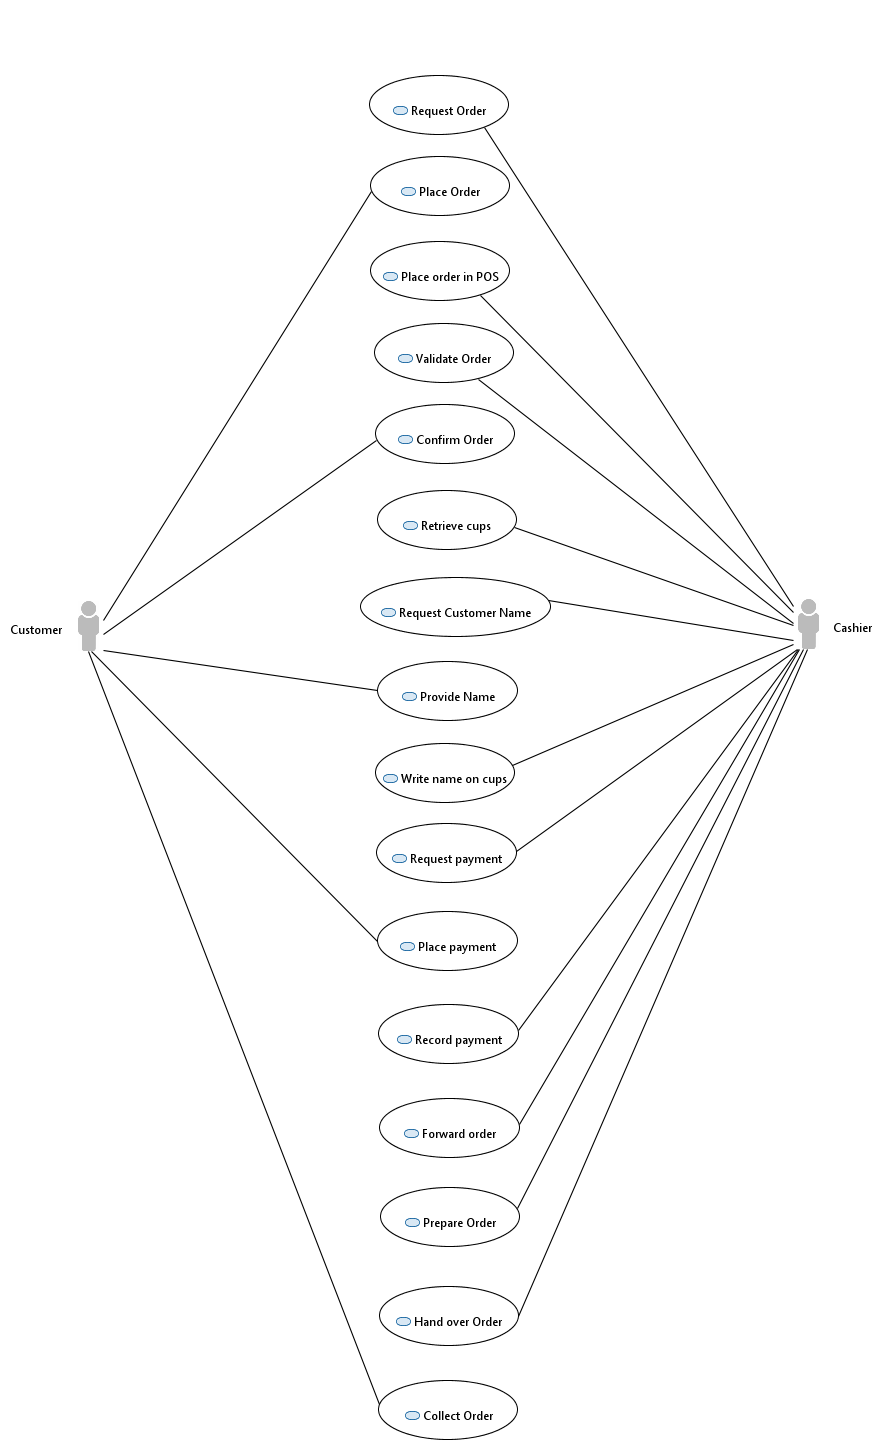 Request Order
Place Order
Place order in POS
Validate Order
Confirm Order
Retrieve cups
Request Customer Name
Customer
Cashier
Provide Name
Write name on cups
Request payment
Place payment
Record payment
Forward order
Prepare Order
Hand over Order
Collect Order